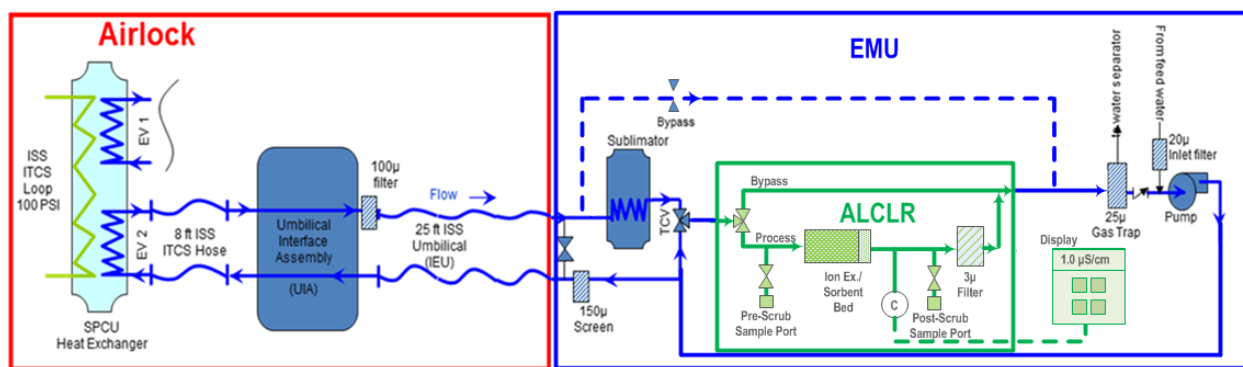 Airlock
EMU
ISS
ITCS
Loop
100 PSI
EV 1
EV 2
SPCU
Heat Exchanger
8 ft ISS
ITCS Hose
Umbilical
Interface
Assembly
(UIA)
100µ
filter
Flow
25 ft ISS
Umbilical
(IEU)
150µ
Screen
Bypass
Sublimator
TCV
Bypass
ALCLR
Process
Ion Ex./
Sorbent
Bed
Pre-Scrub
Sample Port
C
Post-Scrub
Sample Port
3µ
Filter
Display
1.0 µS/cm
to water separator
From feed water
20µ
Inlet filter
25µ
Gas Trap
Pump